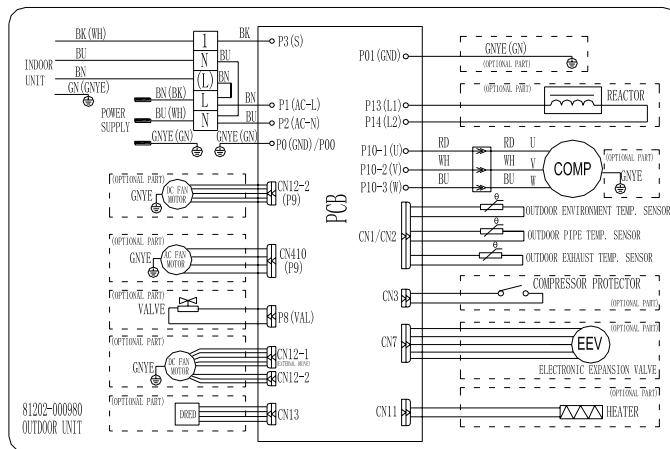 BK(WH)
BU
INDOOR
UNIT
BN
GN(GNYE)
1
N
(L)
L
N
BK
BU
BN
BN
BU
POWER
SUPPLY
BN(BK)
BU(WH)
GNYE(GN)
GNYE(GN)
P3(S)
P1(AC-L)
P2(AC-N)
P0(GND)/P00
(OPTIONAL PART)
DC FAN
MOTOR
GNYE
CN12-2
(P9)
(OPTIONAL PART)
AC FAN
MOTOR
GNYE
CN410
(P9)
(OPTIONAL PART)
VALVE
P8(VAL)
(OPTIONAL PART)
GNYE
DC FAN
MOTOR
CN12-1
(EXTERNAL DRIVE)
CN12-2
(OPTIONAL PART)
DRED
CN13
81202-000980
OUTDOOR UNIT
PCB
P01(GND)
GNYE(GN)
(OPTIONAL PART)
(OPTIONAL PART)
REACTOR
P13(L1)
P14(L2)
P10-1(U)
P10-2(V)
P10-3(W)
RD
WH
BU
RD U
WH V
BU W
COMP
(OPTIONAL PART)
GNYE
CN1/CN2
θ
OUTDOOR ENVIRONMENT TEMP. SENSOR
θ
OUTDOOR PIPE TEMP. SENSOR
θ
OUTDOOR EXHAUST TEMP. SENSOR
CN3
COMPRESSOR PROTECTOR
(OPTIONAL PART)
CN7
(OPTIONAL PART)
EEV
ELECTRONIC EXPANSION VALVE
CN11
(OPTIONAL PART)
HEATER